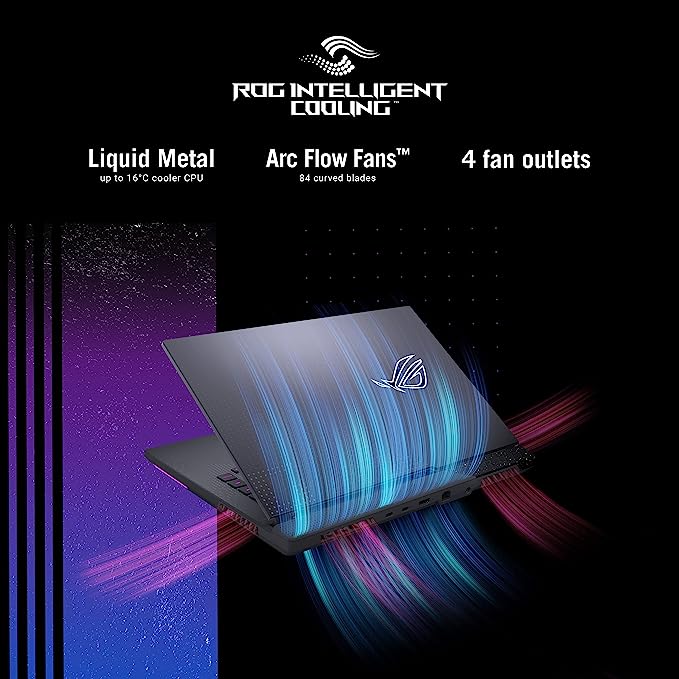 ROG INTELLIGENT
COOLING™
Liquid Metal
up to 16°C cooler CPU
Arc Flow Fans™
84 curved blades
4 fan outlets